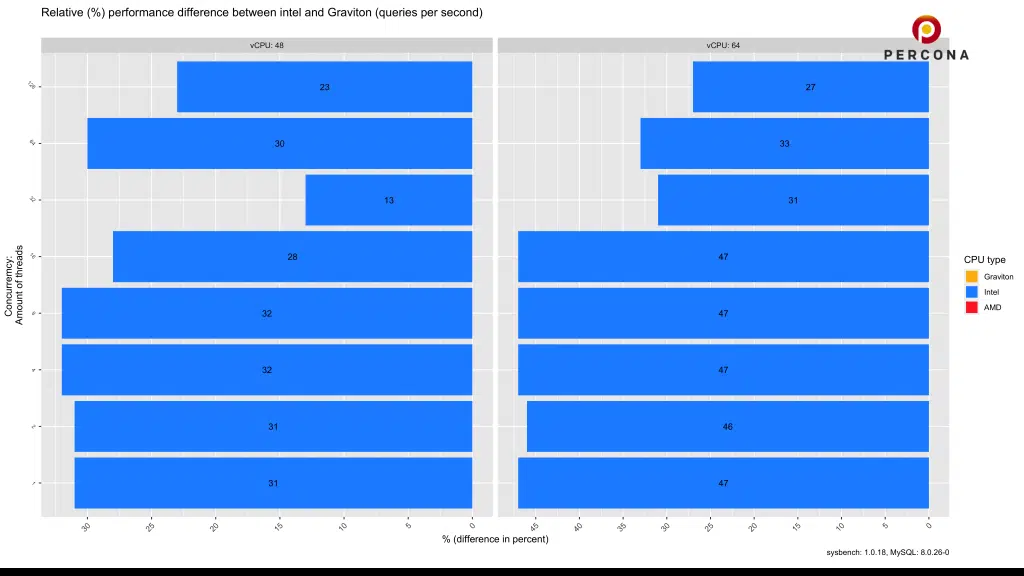 Relative (%) performance difference between intel and Graviton (queries per second)
PERCONA
vCPU: 48
vCPU: 64
23
27
30
33
13
31
28
47
32
47
32
47
31
46
31
47
Concurremcy:
Amount of threads
30
25
20
15
10
5
0
45
40
35
30
25
20
15
10
5
0
% (difference in percent)
CPU type
Graviton
Intel
AMD
sysbench: 1.0.18, MySQL: 8.0.26-0